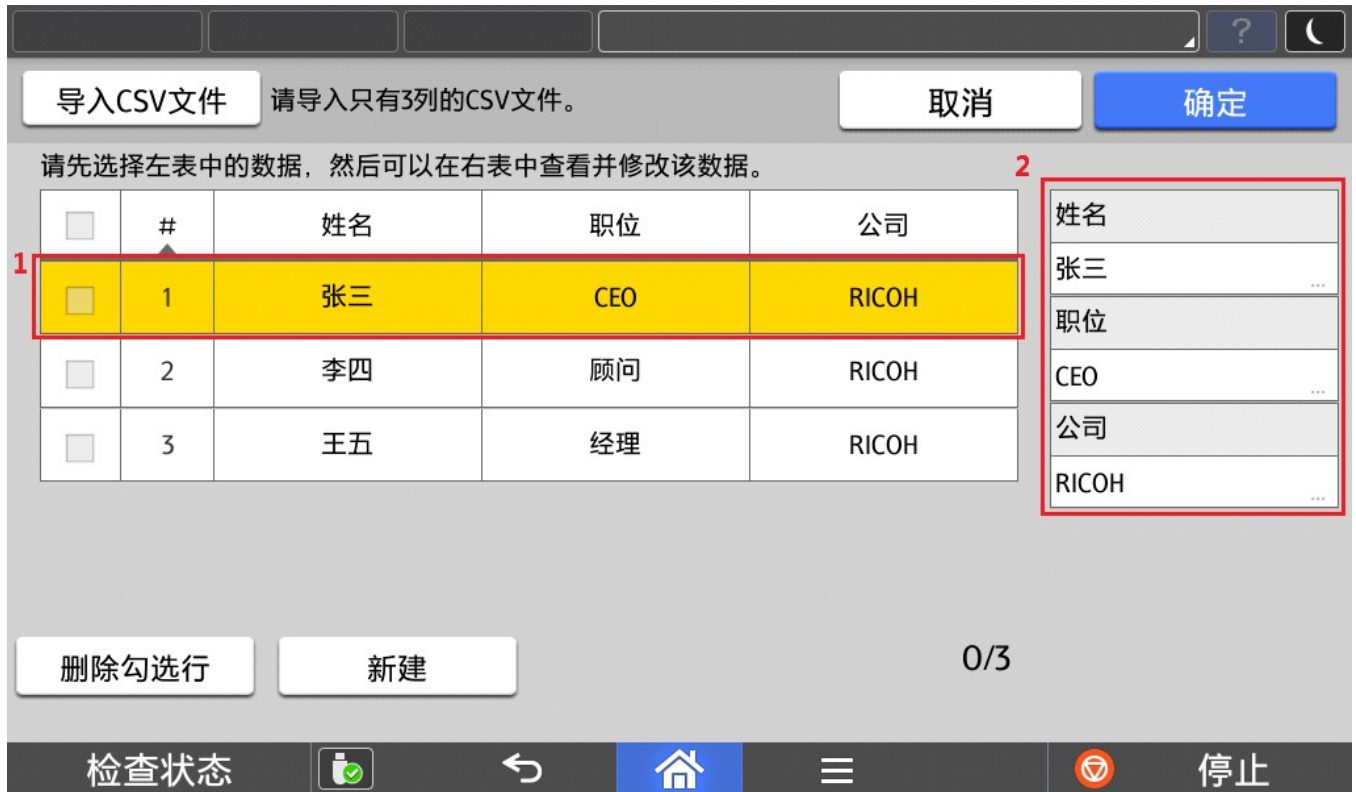 ?
导入CSV文件 请导入只有3列的CSV文件。 取消 确定
请先选择左表中的数据，然后可以在右表中查看并修改该数据。 2
# 姓名 职位 公司
1
1 张三 CEO RICOH
2 李四 顾问 RICOH
3 王五 经理 RICOH
姓名
张三 ...
职位
CEO ...
公司
RICOH ...
删除勾选行 新建 0/3
检查状态 停止